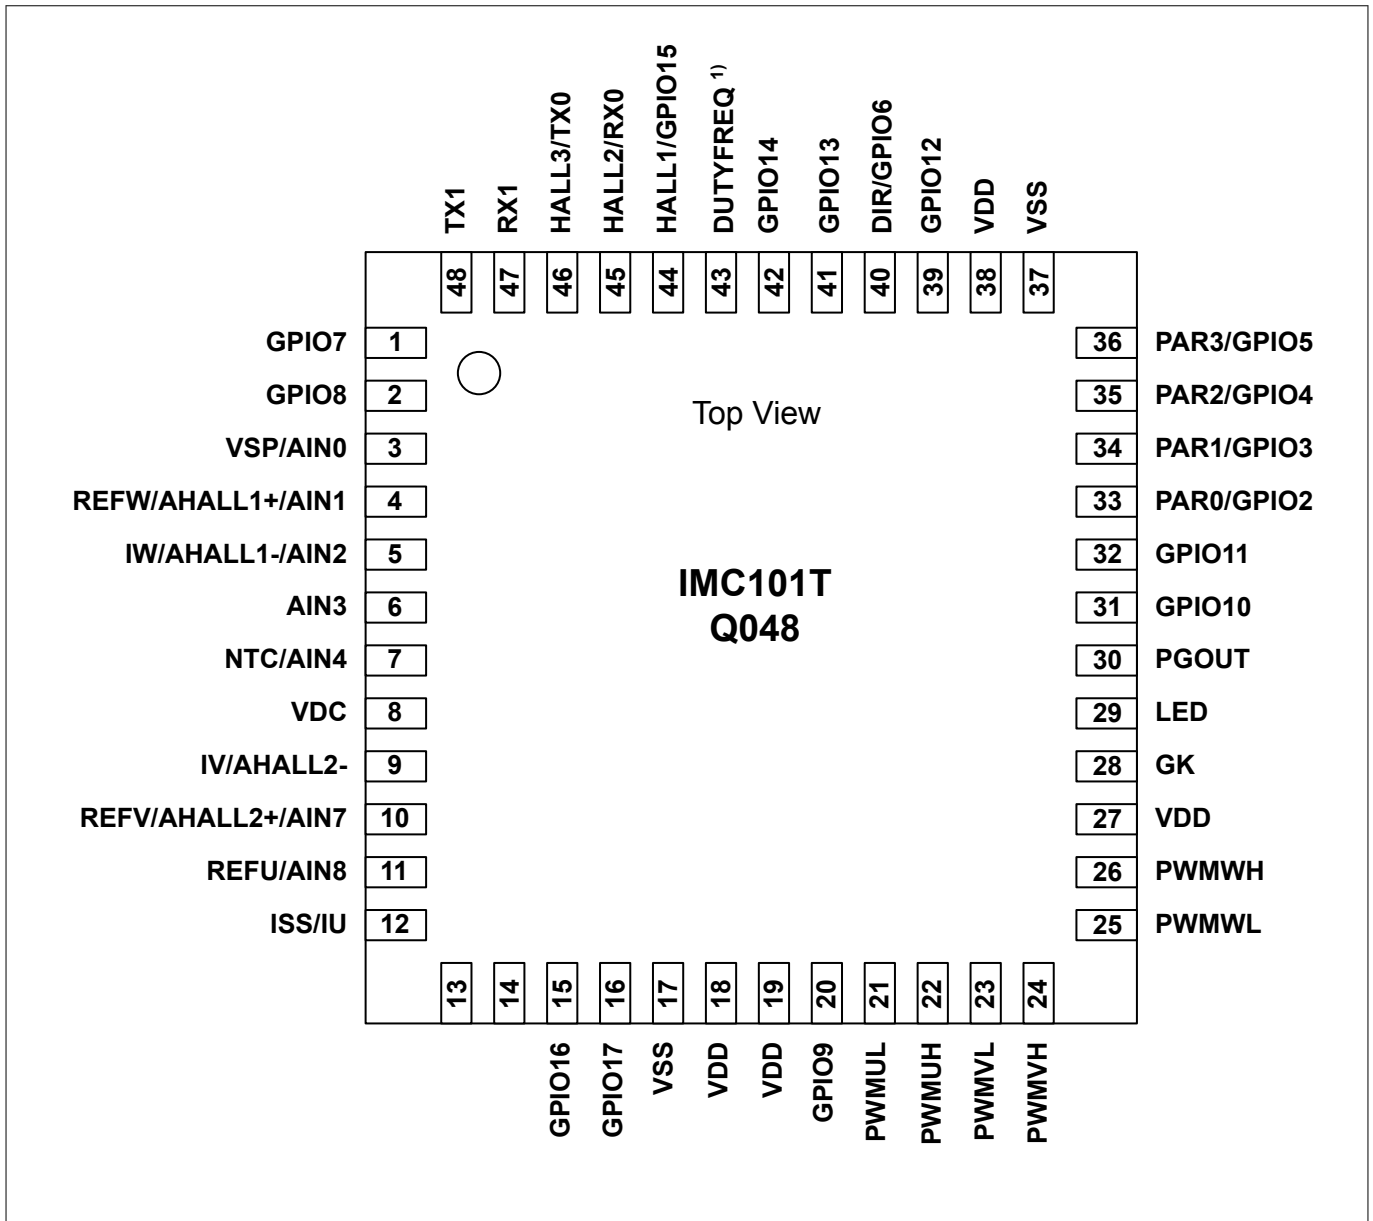 TX1
RX1
HALL3/TX0
HALL2/RX0
HALL1/GPIO15
DUTYFREQ 1)
GPIO14
GPIO13
DIR/GPIO6
GPIO12
VDD
VSS
48
47
46
45
44
43
42
41
40
39
38
37
GPIO7 1
GPIO8 2
VSP/AIN0 3
REFW/AHALL1+/AIN1 4
IW/AHALL1-/AIN2 5
AIN3 6
NTC/AIN4 7
VDC 8
IV/AHALL2- 9
REFV/AHALL2+/AIN7 10
REFU/AIN8 11
ISS/IU 12
Top View
IMC101T
Q048
36 PAR3/GPIO5
35 PAR2/GPIO4
34 PAR1/GPIO3
33 PAR0/GPIO2
32 GPIO11
31 GPIO10
30 PGOUT
29 LED
28 GK
27 VDD
26 PWMWH
25 PWMWL
13
14
15
16
17
18
19
20
21
22
23
24
GPIO16
GPIO17
VSS
VDD
VDD
GPIO9
PWMUL
PWMUH
PWMVL
PWMVH